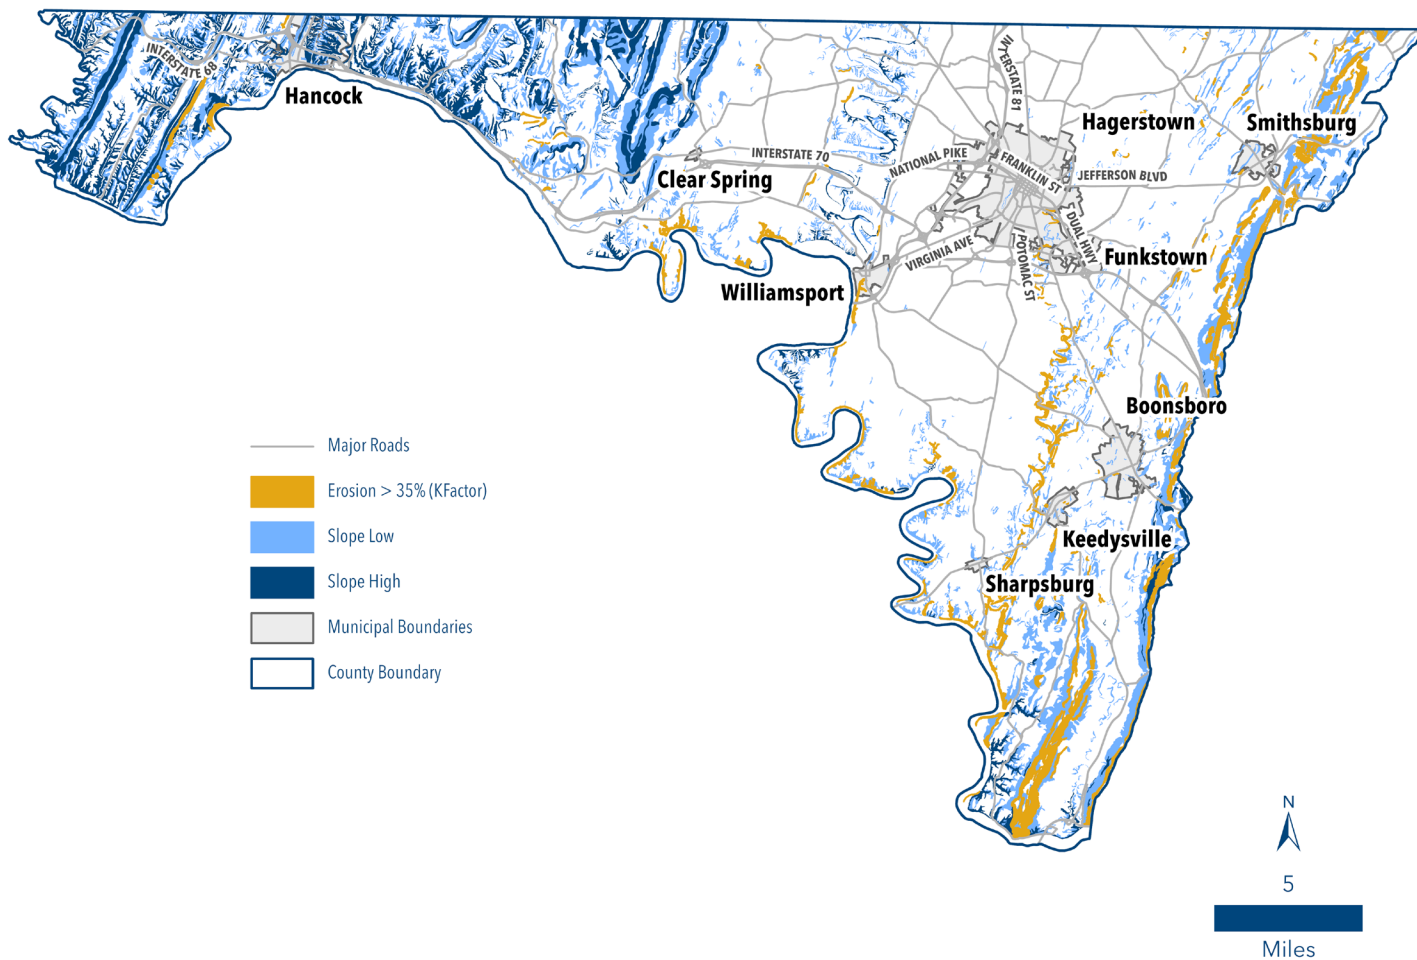 INTERSTATE 68
Hancock
INTERSTATE 81
Hagerstown
Smithsburg
INTERSTATE 70
NATIONAL PIKE
FRANKLIN ST
JEFFERSON BLVD
Clear Spring
DUAL HWY
VIRGINIA AVE
POTOMAC ST
Funkstown
Williamsport
Boonsboro
Keedysville
Sharpsburg
Major Roads
Erosion > 35% (KFactor)
Slope Low
Slope High
Municipal Boundaries
County Boundary
N
5
Miles